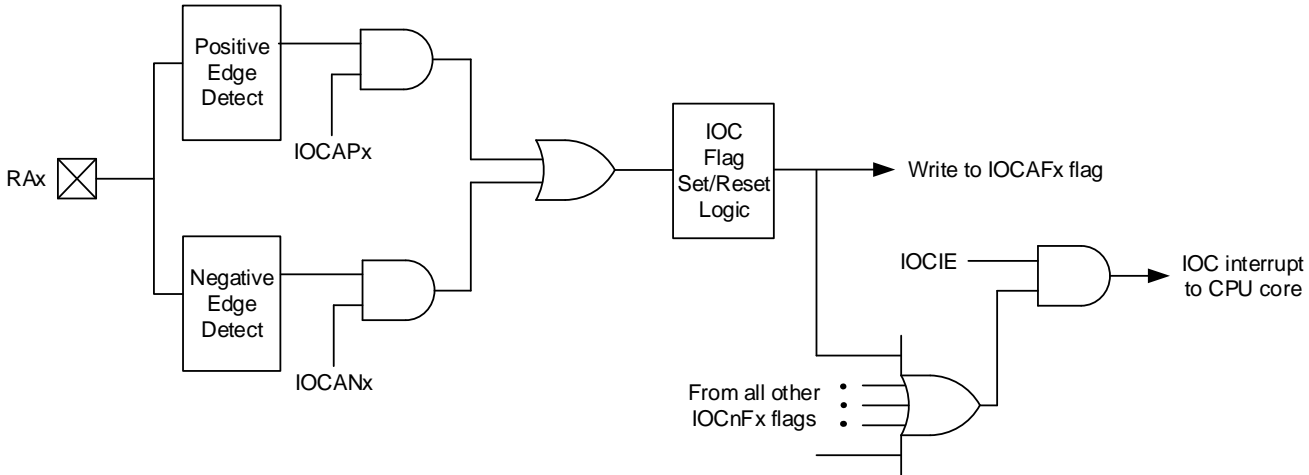 Positive
Edge
Detect
IOCAPx
RAx
Negative
Edge
Detect
IOCANx
IOC
Flag
Set/Reset
Logic
Write to IOCAFx flag
IOCIE
IOC interrupt
to CPU core
From all other
IOCnFx flags